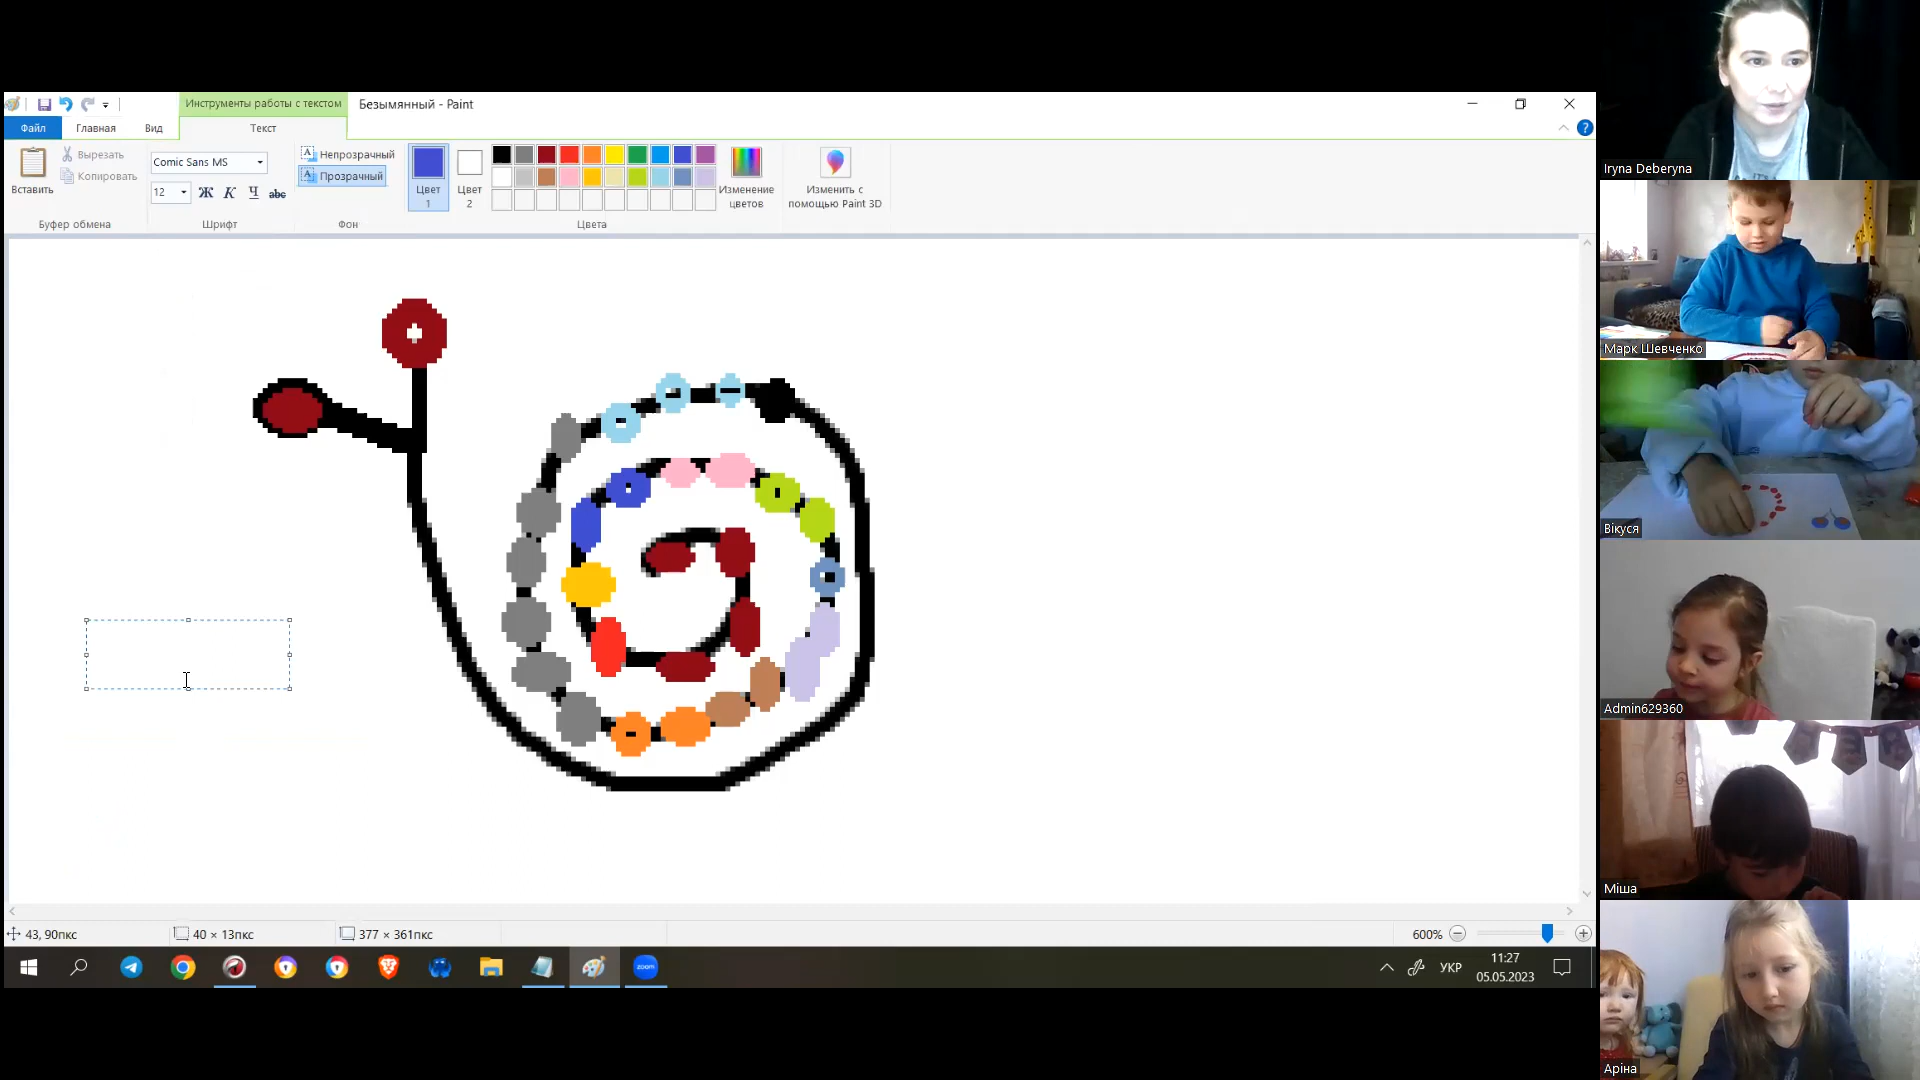 Инструменты работы с текстом
Безымянный - Paint
Файл
Главная
Вид
Текст
Вставить
Вырезать
Копировать
Буфер обмена
Comic Sans MS
12
Ж К Ч abc
Шрифт
Непрозрачный
Прозрачный
Фон
Цвет
1
Цвет
2
Цвета
Изменение
цветов
Изменить с
помощью Paint 3D
43, 90пкс
40 × 13пкс
377 × 361пкс
600%
zoom
УКР
11:27
05.05.2023
Iryna Deberyna
Марк Шевченко
Вікуся
Admin629360
Міша
Аріна